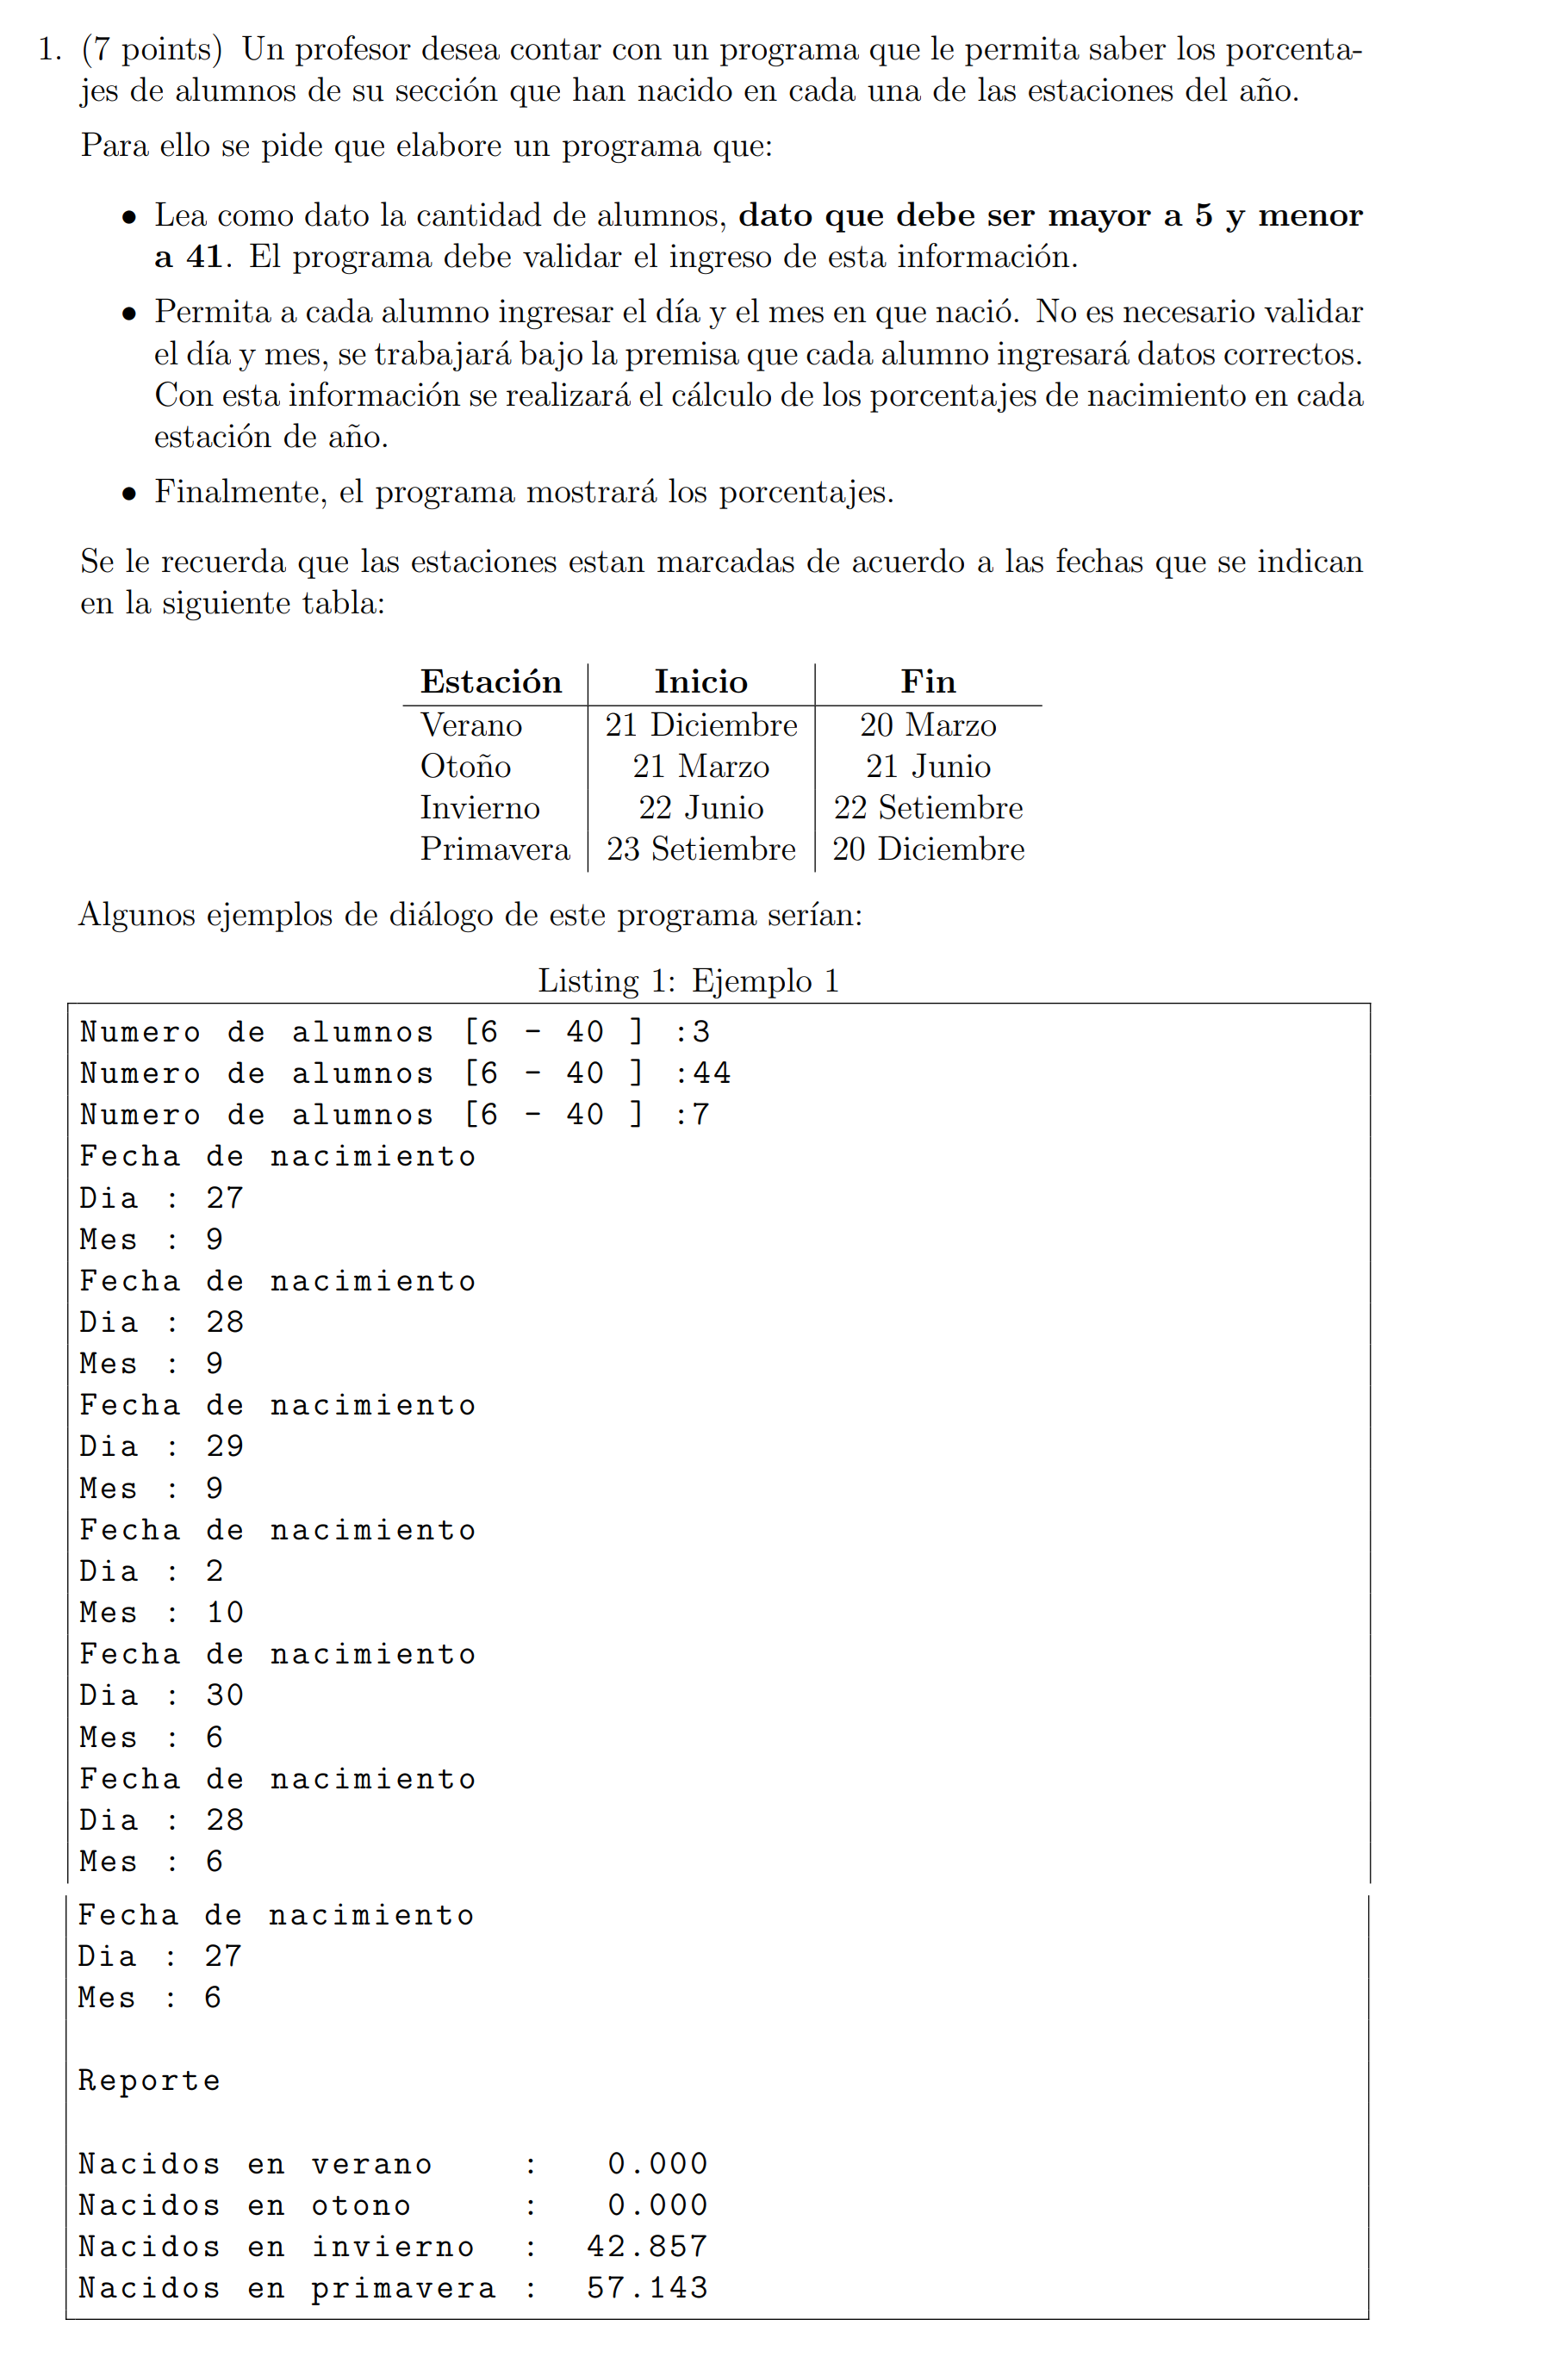 1. (7 points) Un profesor desea contar con un programa que le permita saber los porcenta-
jes de alumnos de su sección que han nacido en cada una de las estaciones del año.
Para ello se pide que elabore un programa que:
• Lea como dato la cantidad de alumnos, dato que debe ser mayor a 5 y menor
a 41. El programa debe validar el ingreso de esta información.
• Permita a cada alumno ingresar el día y el mes en que nació. No es necesario validar
el día y mes, se trabajará bajo la premisa que cada alumno ingresará datos correctos.
Con esta información se realizará el cálculo de los porcentajes de nacimiento en cada
estación de año.
• Finalmente, el programa mostrará los porcentajes.
Se le recuerda que las estaciones estan marcadas de acuerdo a las fechas que se indican
en la siguiente tabla:
Estación Inicio Fin
Verano 21 Diciembre 20 Marzo
Otoño 21 Marzo 21 Junio
Invierno 22 Junio 22 Setiembre
Primavera 23 Setiembre 20 Diciembre
Algunos ejemplos de diálogo de este programa serían:
Listing 1: Ejemplo 1
Numero de alumnos [6 - 40 ] :3
Numero de alumnos [6 - 40 ] :44
Numero de alumnos [6 - 40 ] :7
Fecha de nacimiento
Dia : 27
Mes : 9
Fecha de nacimiento
Dia : 28
Mes : 9
Fecha de nacimiento
Dia : 29
Mes : 9
Fecha de nacimiento
Dia : 2
Mes : 10
Fecha de nacimiento
Dia : 30
Mes : 6
Fecha de nacimiento
Dia : 28
Mes : 6
Fecha de nacimiento
Dia : 27
Mes : 6
Reporte
Nacidos en verano : 0.000
Nacidos en otono : 0.000
Nacidos en invierno : 42.857
Nacidos en primavera : 57.143